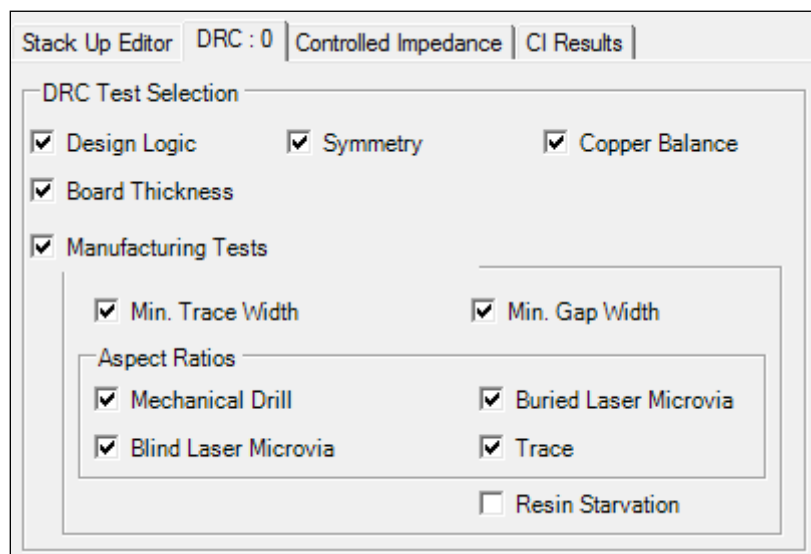 Stack Up Editor DRC : 0 Controlled Impedance CI Results
DRC Test Selection
Design Logic Symmetry Copper Balance
Board Thickness
Manufacturing Tests
Min. Trace Width Min. Gap Width
Aspect Ratios
Mechanical Drill Buried Laser Microvia
Blind Laser Microvia Trace
Resin Starvation